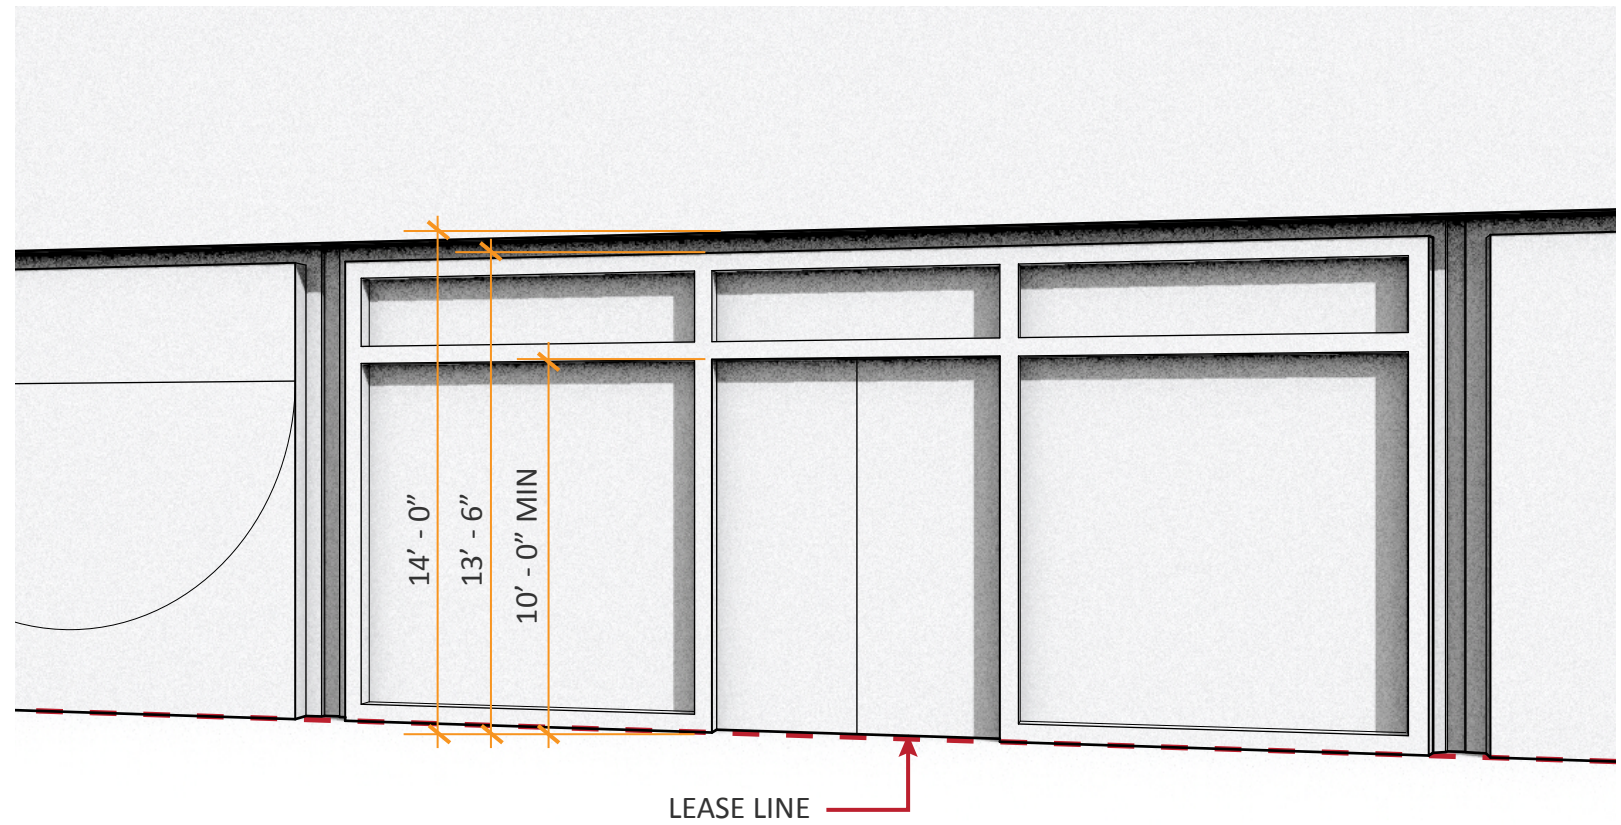 14’ - 0”
13’ - 6”
10’ - 0” MIN
LEASE LINE